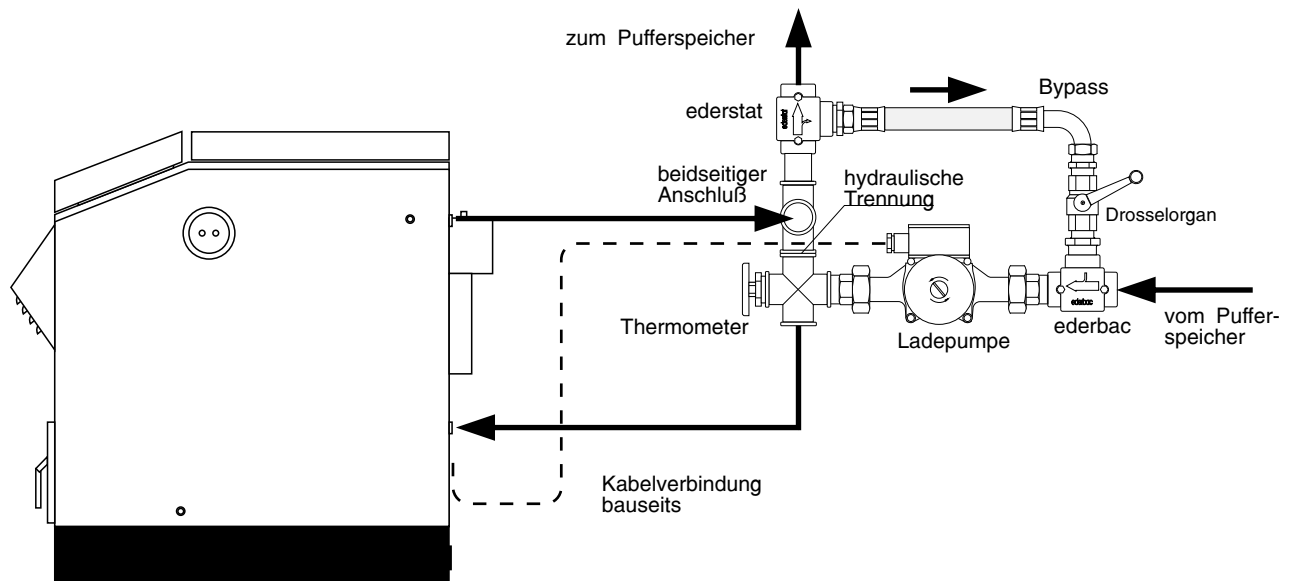 zum Pufferspeicher
Bypass
ederstat
beidseitiger
Anschluß
hydraulische
Trennung
Drosselorgan
Thermometer
Ladepumpe
ederbac
vom Puffer-
speicher
Kabelverbindung
bauseits